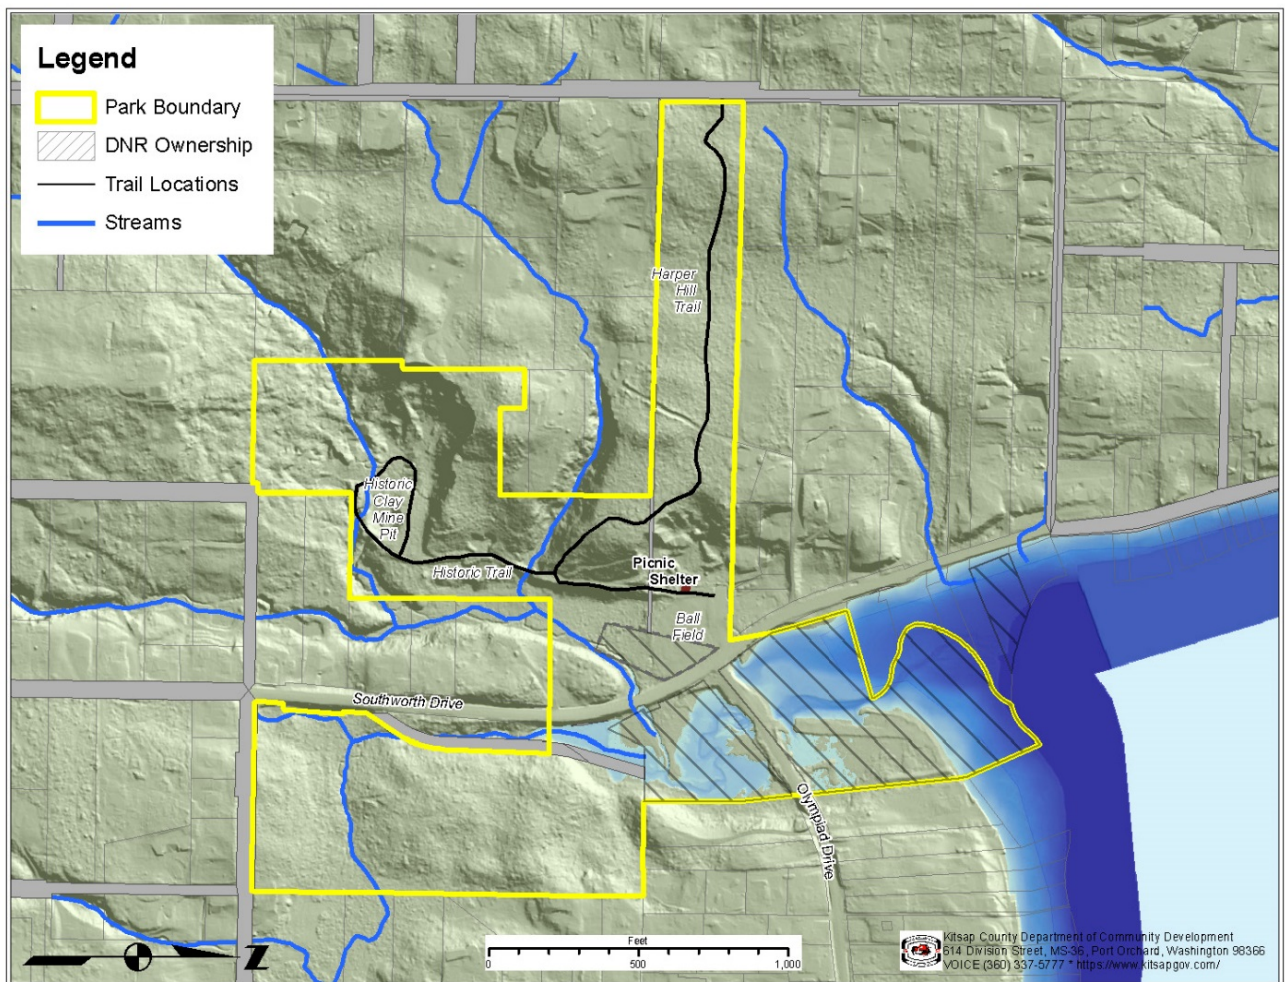 Legend
Park Boundary
DNR Ownership
Trail Locations
Streams
Harper
Hill
Trail
Historic
Clay
Mine
Pit
Historic Trail
Picnic
Shelter
Ball
Field
Southworth Drive
Olympiad Drive
N
Feet
0
500
1,000
Kitsap County Department of Community Development
614 Division Street, MS-36, Port Orchard, Washington 98366
VOICE (360) 337-5777 * https://www.kitsapgov.com/